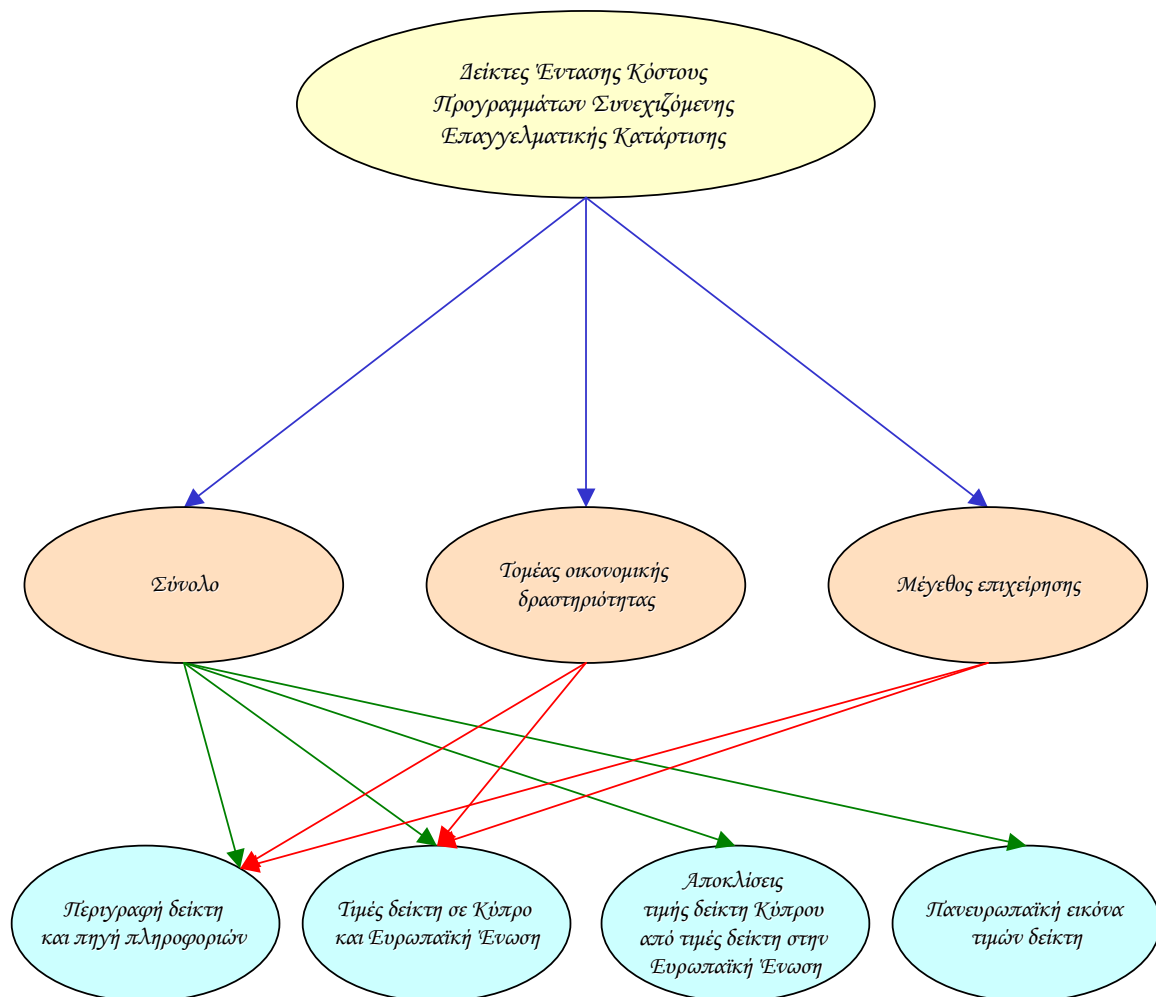 Δείκτες Έντασης Κόστους
Προγραμμάτων Συνεχιζόμενης
Επαγγελματικής Κατάρτισης
Σύνολο
Τομέας οικονομικής
δραστηριότητας
Μέγεθος επιχείρησης
Περιγραφή δείκτη
και πηγή πληροφοριών
Τιμές δείκτη σε Κύπρο
και Ευρωπαϊκή Ένωση
Αποκλίσεις
τιμής δείκτη Κύπρου
από τιμές δείκτη στην
Ευρωπαϊκή Ένωση
Πανευρωπαϊκή εικόνα
τιμών δείκτη